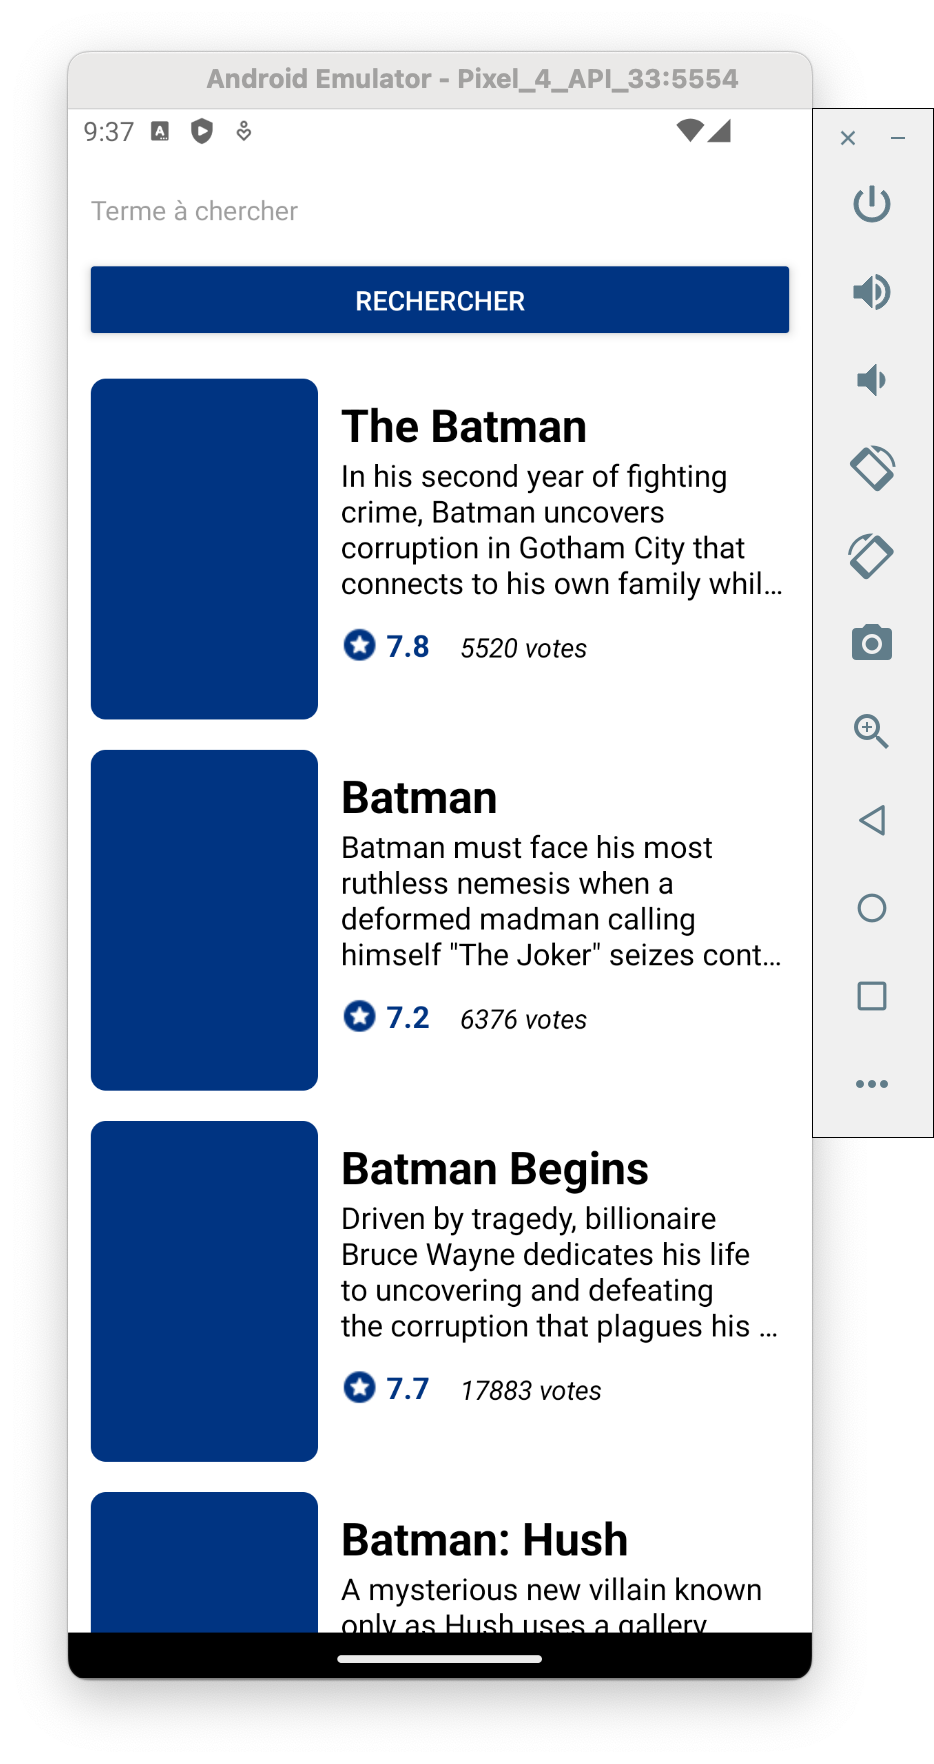 Android Emulator - Pixel_4_API_33:5554
9:37
A
Terme à chercher
RECHERCHER
The Batman
In his second year of fighting
crime, Batman uncovers
corruption in Gotham City that
connects to his own family whil...
7.8 5520 votes
Batman
Batman must face his most
ruthless nemesis when a
deformed madman calling
himself "The Joker" seizes cont...
7.2 6376 votes
Batman Begins
Driven by tragedy, billionaire
Bruce Wayne dedicates his life
to uncovering and defeating
the corruption that plagues his ...
7.7 17883 votes
Batman: Hush
A mysterious new villain known
only as Hush uses a gallery